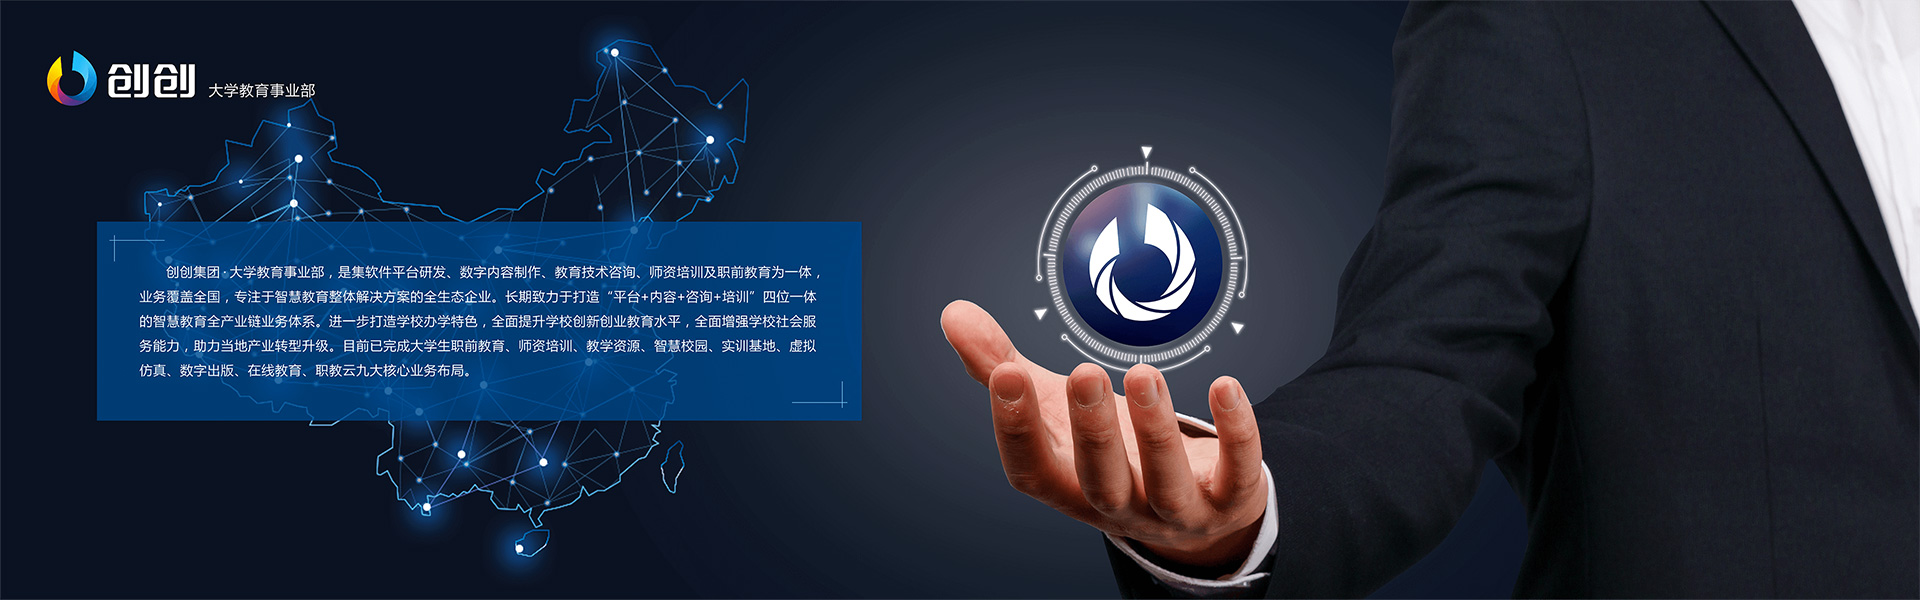 创创 大学教育事业部
创创集团·大学教育事业部，是集软件平台研发、数字内容制作、教育技术咨询、师资培训及职前教育为一体，
业务覆盖全国，专注于智慧教育整体解决方案的全生态企业。长期致力于打造“平台+内容+咨询+培训”四位一体
的智慧教育全产业链业务体系。进一步打造学校办学特色，全面提升学校创新创业教育水平，全面增强学校社会服
务能力，助力当地产业转型升级。目前已完成大学生职前教育、师资培训、教学资源、智慧校园、实训基地、虚拟
仿真、数字出版、在线教育、职教云九大核心业务布局。